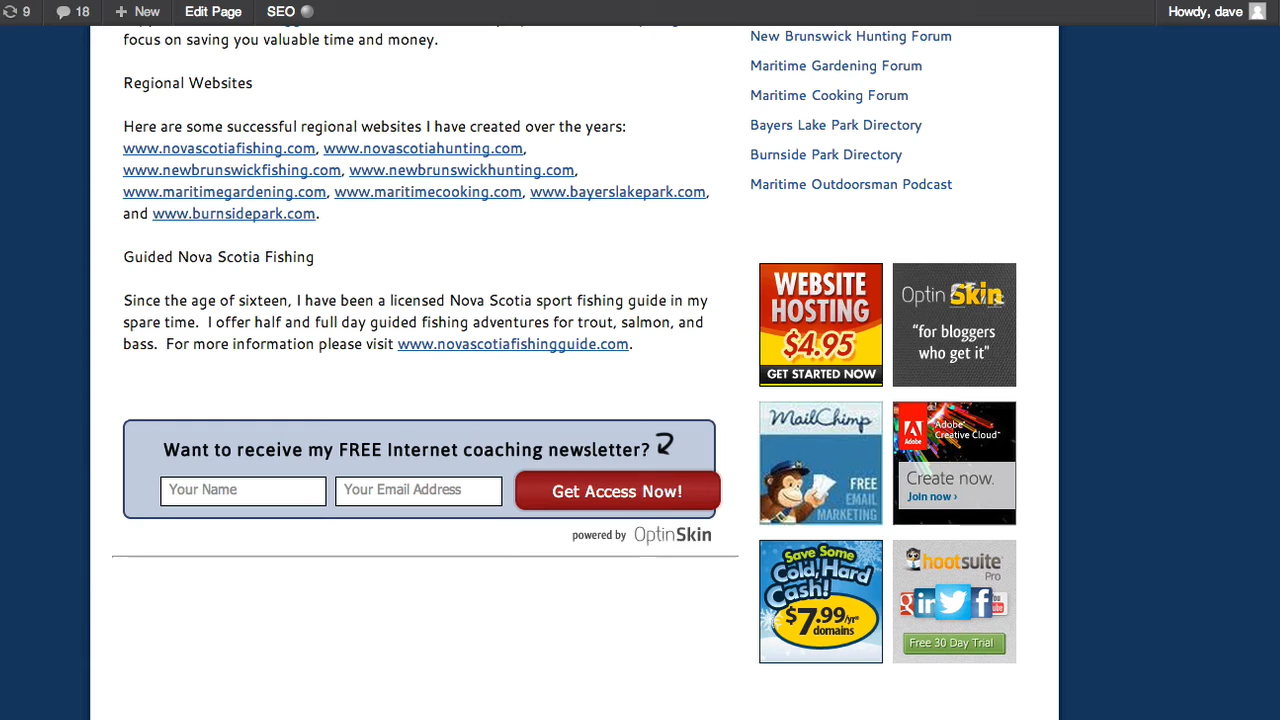 9 18 New Edit Page SEO Howdy, dave
focus on saving you valuable time and money.
Regional Websites
Here are some successful regional websites I have created over the years:
www.novascotiafishing.com, www.novascotiahunting.com,
www.newbrunswickfishing.com, www.newbrunswickhunting.com,
www.maritimegardening.com, www.maritimecooking.com, www.bayerslakepark.com,
and www.burnsidepark.com.
Guided Nova Scotia Fishing
Since the age of sixteen, I have been a licensed Nova Scotia sport fishing guide in my
spare time. I offer half and full day guided fishing adventures for trout, salmon, and
bass. For more information please visit www.novascotiafishingguide.com.
Want to receive my FREE Internet coaching newsletter?
Your Name Your Email Address Get Access Now!
powered by OptinSkin
New Brunswick Hunting Forum
Maritime Gardening Forum
Maritime Cooking Forum
Bayers Lake Park Directory
Burnside Park Directory
Maritime Outdoorsman Podcast
WEBSITE
HOSTING
$4.95
GET STARTED NOW
Optin Skin
“for bloggers
who get it"
MailChimp
FREE
EMAIL
MARKETING
Adobe®
Creative Cloud™
Create now.
Join now ›
Save Some
Cold, Hard
Cash!
$7.99/yr*
domains
hootsuite
Pro
Free 30 Day Trial